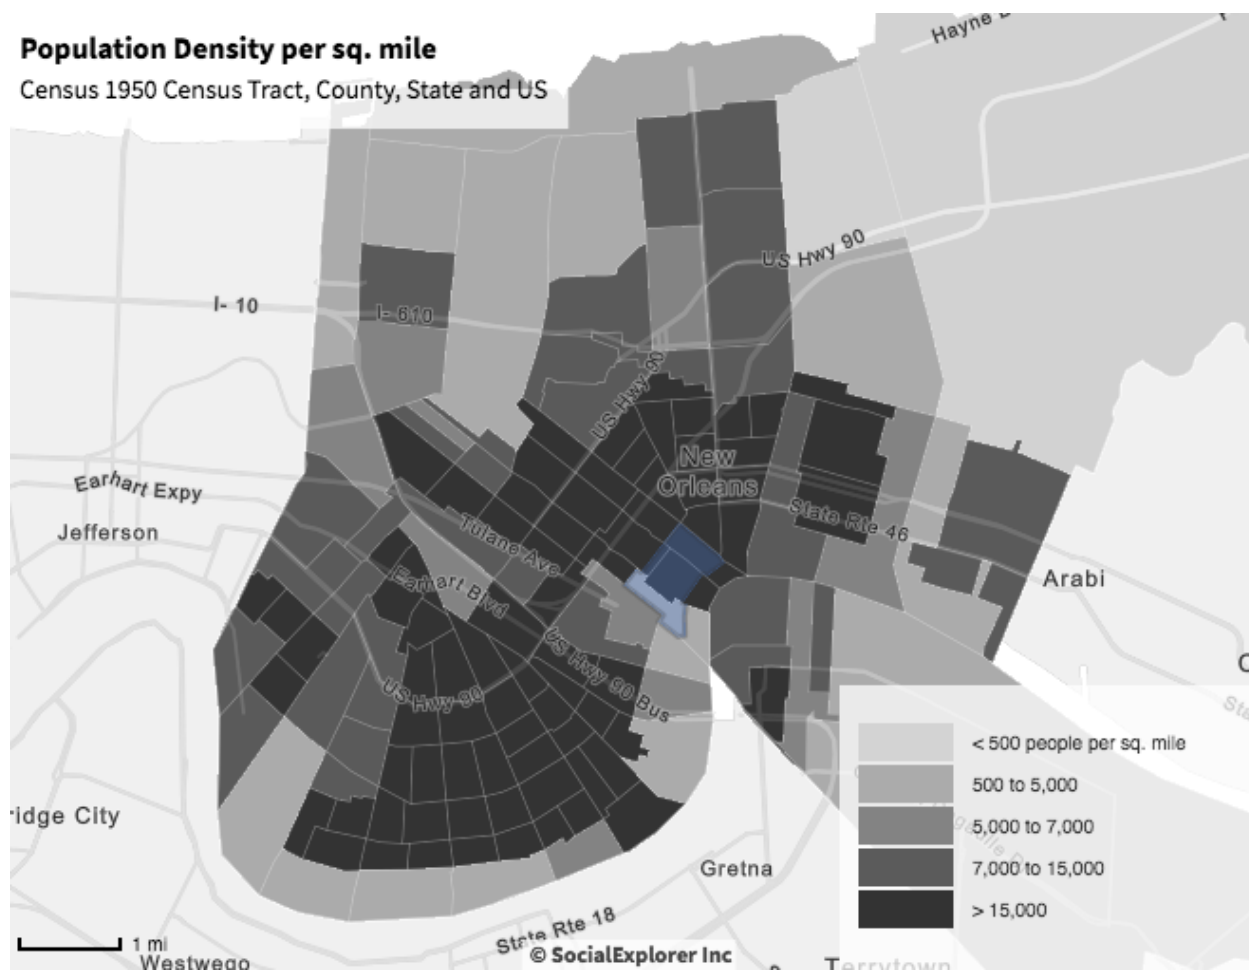 Population Density per sq. mile
Census 1950 Census Tract, County, State and US
Hayne
US Hwy 90
I- 10
I- 610
US Hwy 90
New
Orleans
Earhart Expy
State Rte 46
Jefferson
Tulane Ave
Earhart Blvd
Arabi
US Hwy 90 Bus
US Hwy 90
< 500 people per sq. mile
500 to 5,000
5,000 to 7,000
7,000 to 15,000
> 15,000
ridge City
Gretna
State Rte 18
1 mi
Westwego
© SocialExplorer Inc
Terrytown